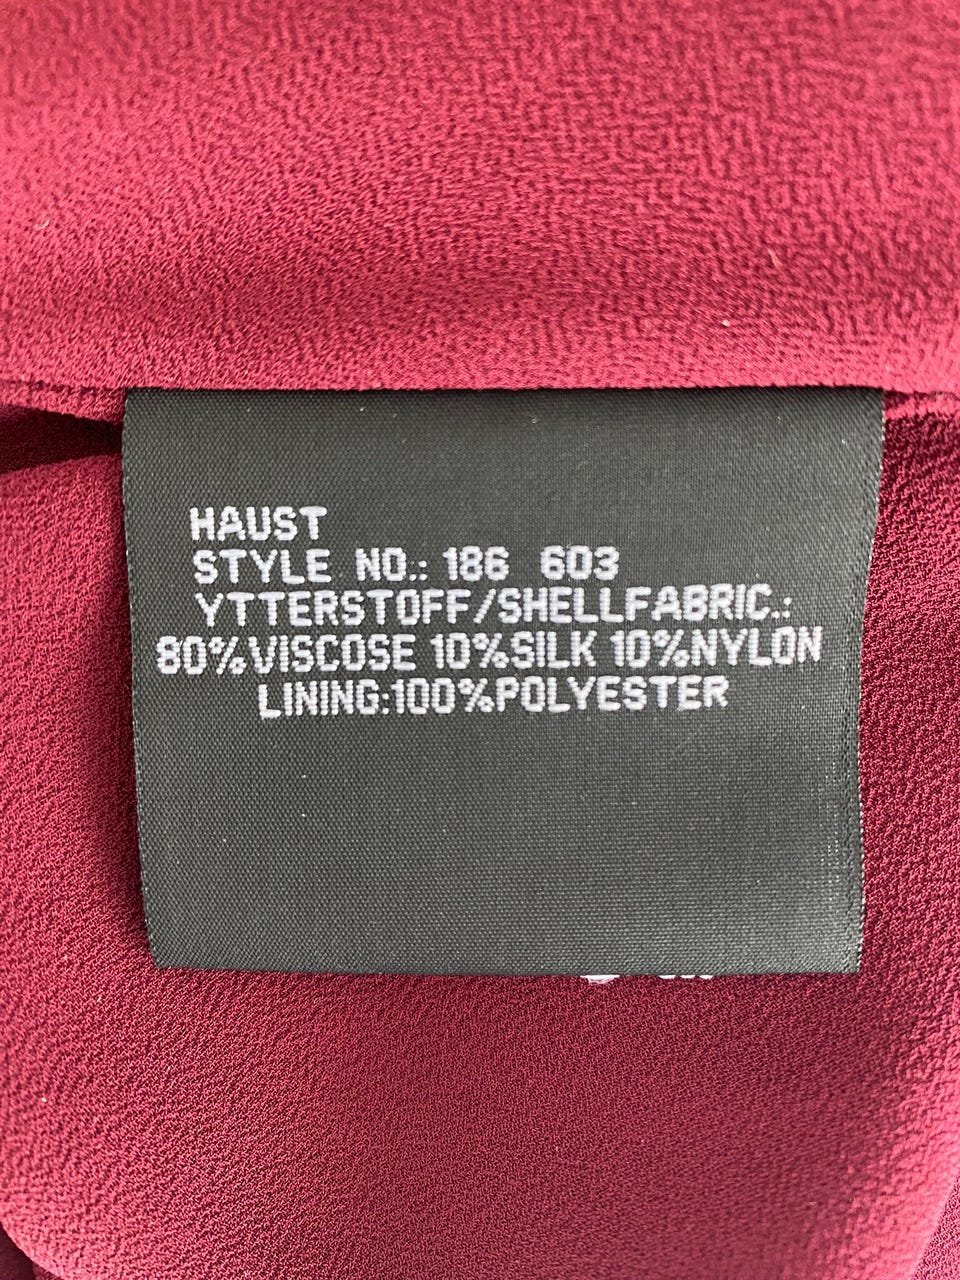 HAUST
STYLE NO.: 186 603
YTTERSTOFF/SHELLFABRIC.:
80%VISCOSE 10%SILK 10%NYLON
LINING:100%POLYESTER